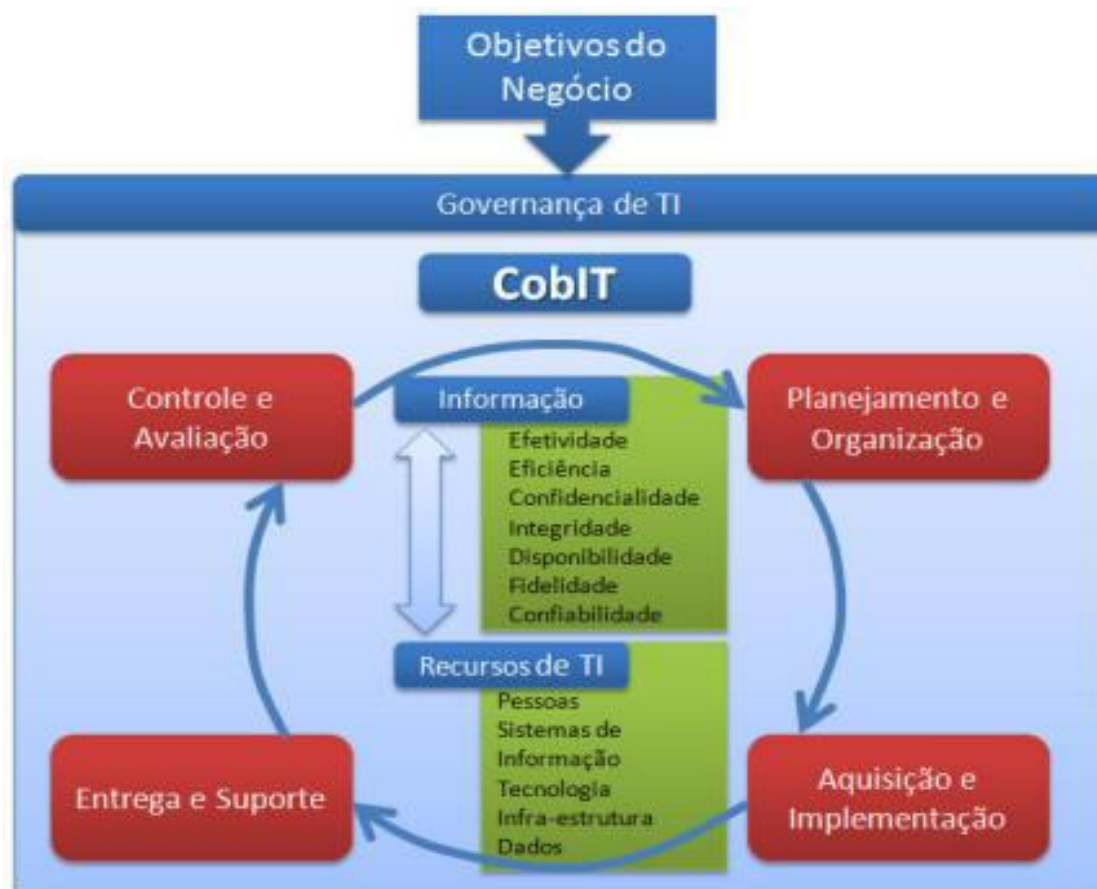 Objetivos do
Negócio
Governança de TI
CobIT
Controle e
Avaliação
Informação
Efetividade
Eficiência
Confidencialidade
Integridade
Disponibilidade
Fidelidade
Confiabilidade
Planejamento e
Organização
Recursos de TI
Pessoas
Sistemas de
Informação
Tecnologia
Infra-estrutura
Dados
Entrega e Suporte
Aquisição e
Implementação